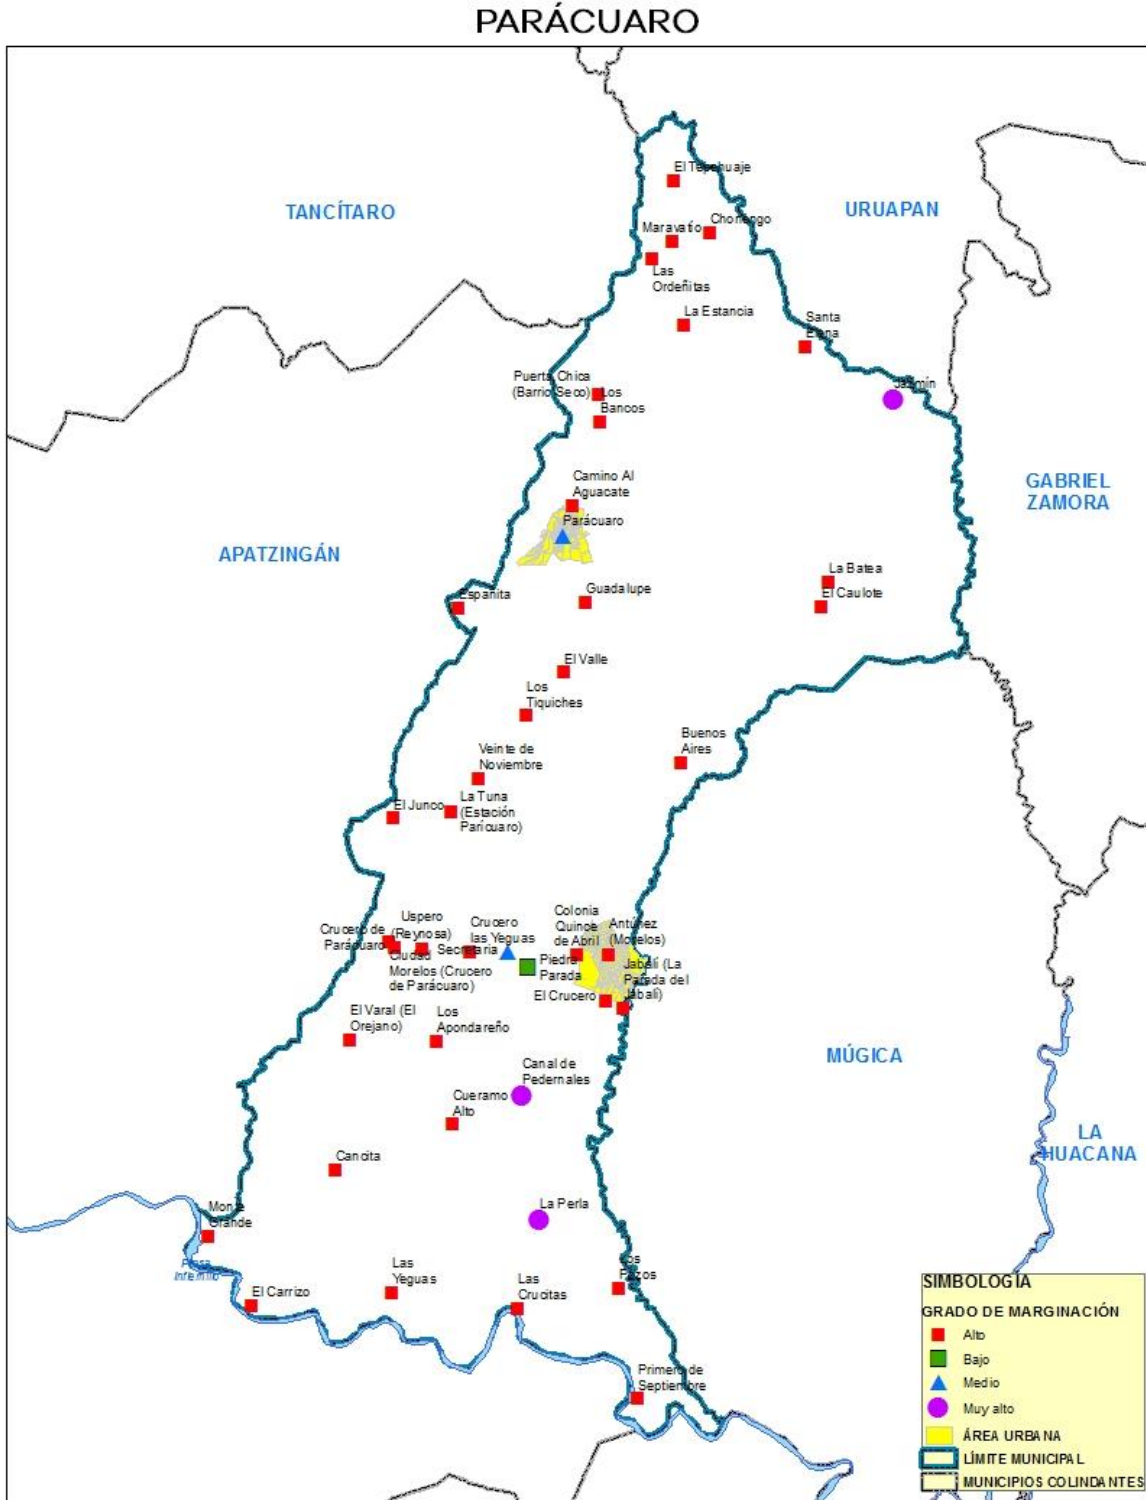 PARÁCUARO
El Tepehuaje
TANCÍTARO
URUAPAN
Chonengo
Maravatío
Las
Ordeñitas
La Estancia
Santa
Elena
Puerta Chica
(Barrio Seco)
Los
Bancos
Jazmín
Camino Al
Aguacate
GABRIEL
ZAMORA
Parácuaro
APATZINGÁN
La Batea
El Caulote
Guadalupe
Espanita
El Valle
Los
Tiquiches
Buenos
Aires
Veinte de
Noviembre
El Junco
La Tuna
(Estación
Parícuaro)
Colonia
Quince
de Abril
Antúnez
(Morelos)
Uspero
(Reynosa)
Crucero
las Yeguas
Crucero de
Parácuaro
Secretaria
Ciudad
Morelos (Crucero
de Parácuaro)
Piedra
Parada
Jabalí (La
Parada del
Jabalí)
El Crucero
El Varal (El
Orejano)
Los
Apondareño
MÚGICA
Canal de
Pedernales
Cueramo
Alto
LA
HUACANA
Cancita
Monte
Grande
La Perla
Presa
Infiernillo
Las
Yeguas
Los
Pozos
El Carrizo
Las
Crucitas
Primero de
Septiembre
SIMBOLOGÍA
GRADO DE MARGINACIÓN
Alto
Bajo
Medio
Muy alto
ÁREA URBANA
LÍMITE MUNICIPAL
MUNICIPIOS COLINDANTES